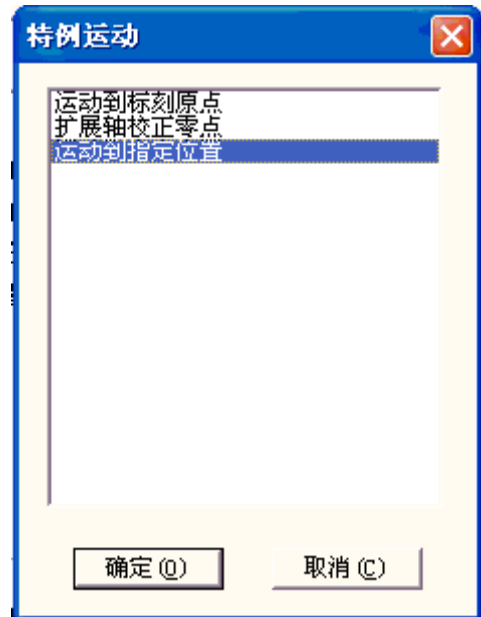 特例运动
运动到标刻原点
扩展轴校正零点
运动到指定位置
确定(O)
取消(C)